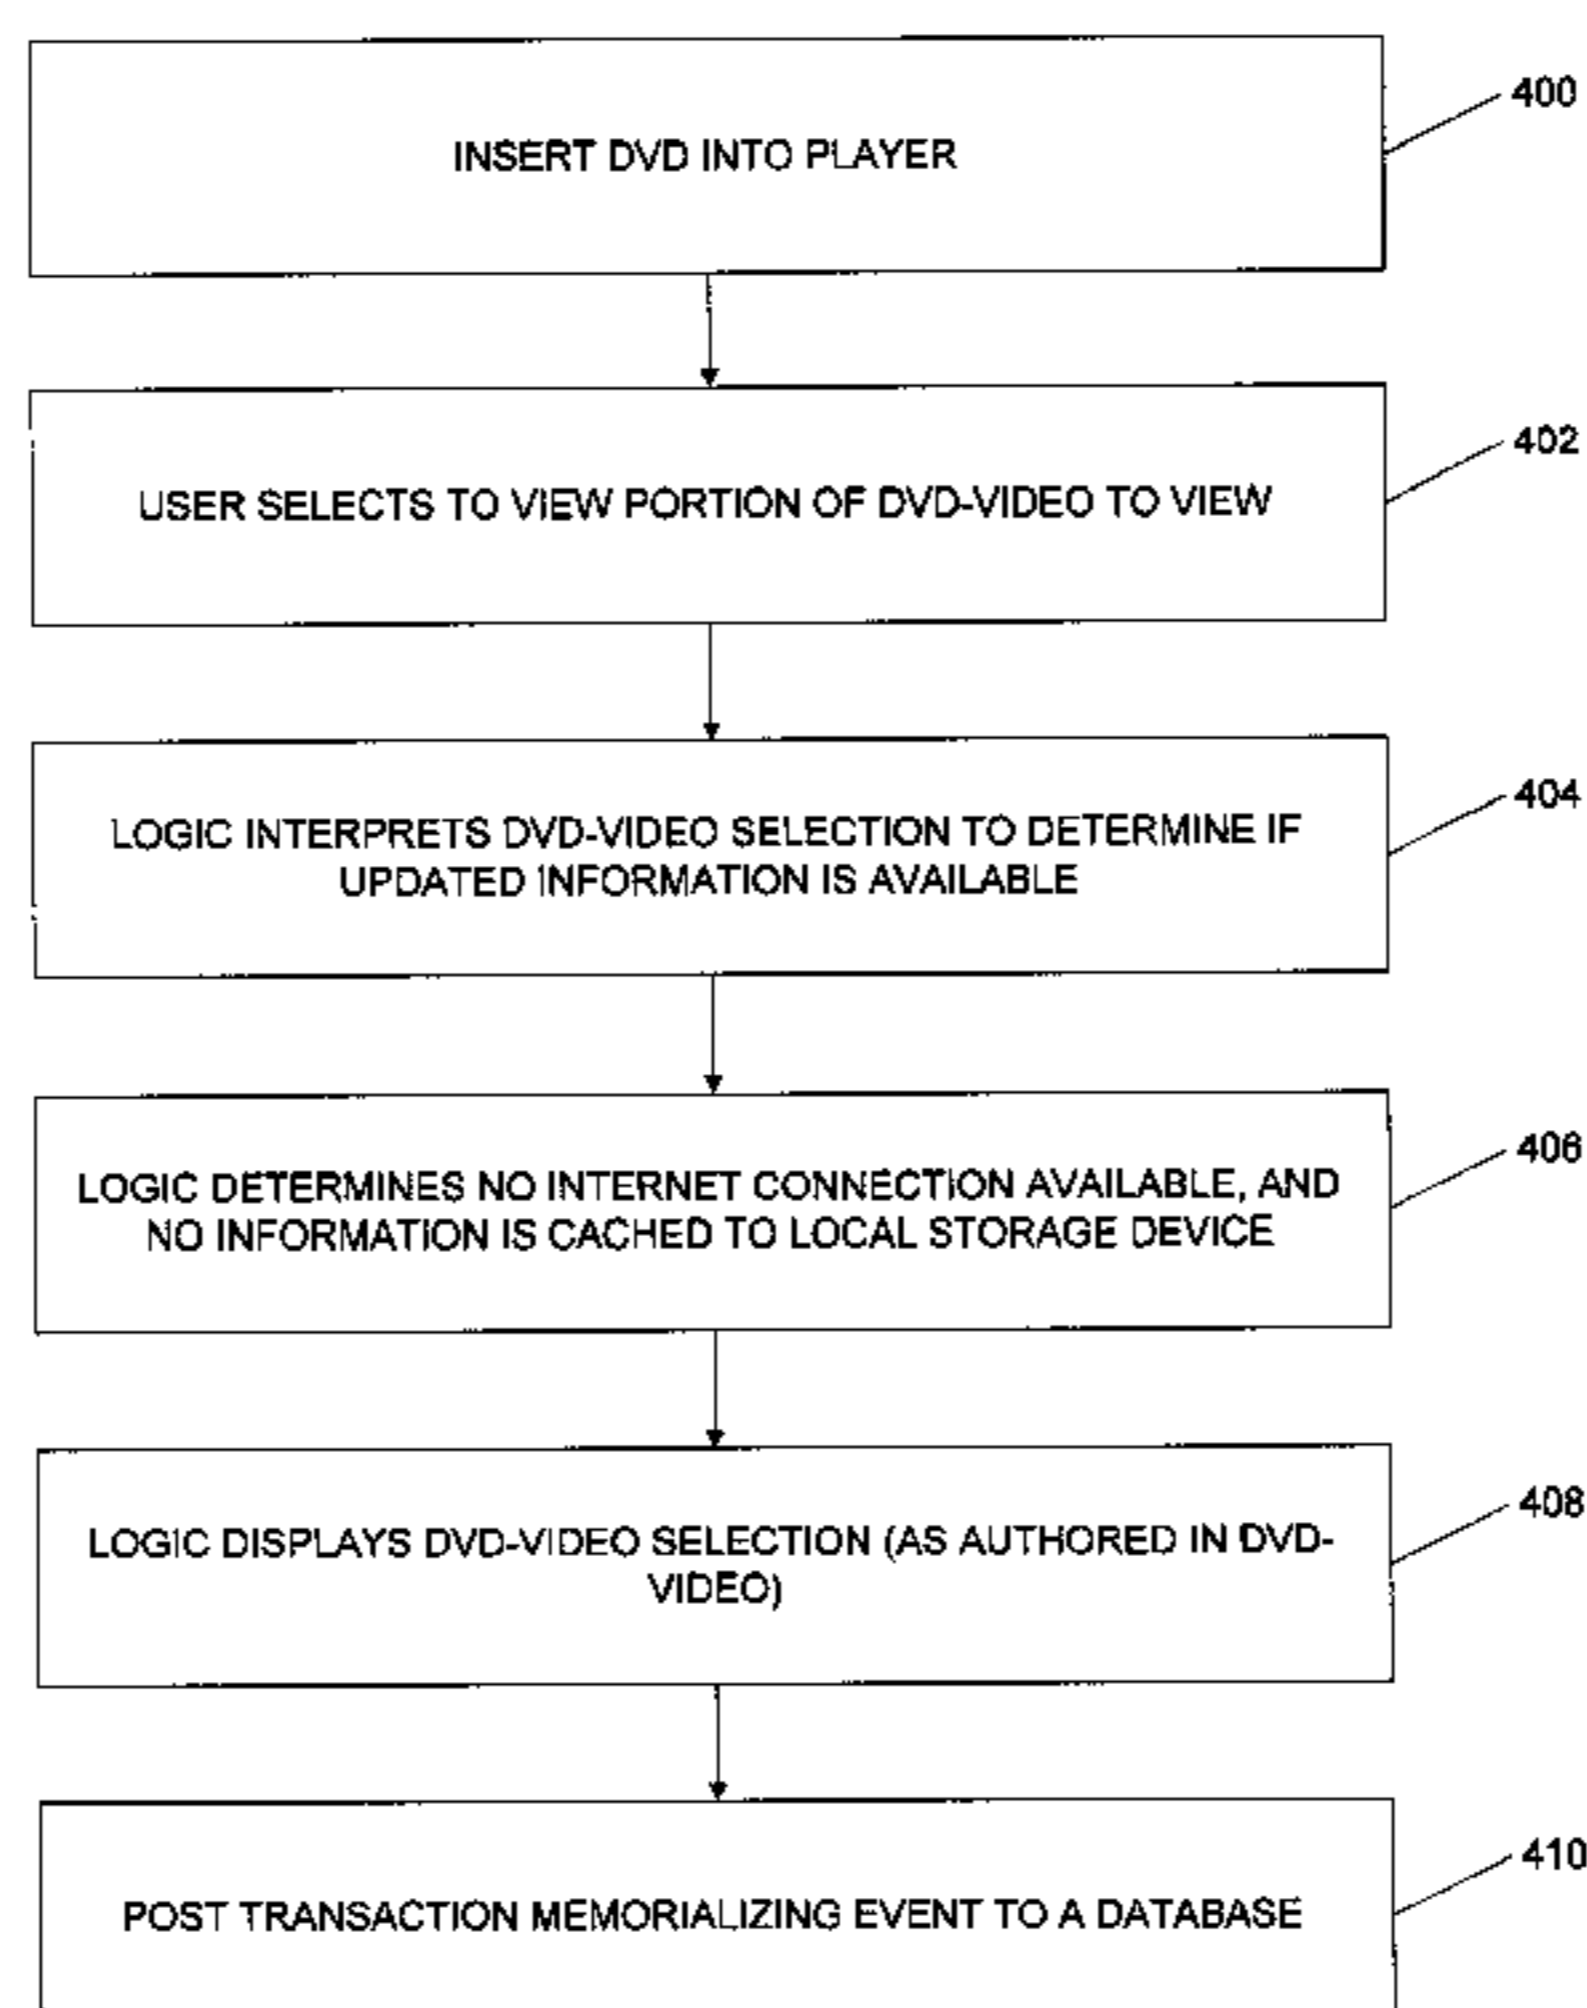 INSERT DVD INTO PLAYER
400
USER SELECTS TO VIEW PORTION OF DVD-VIDEO TO VIEW
402
LOGIC INTERPRETS DVD-VIDEO SELECTION TO DETERMINE IF
UPDATED INFORMATION IS AVAILABLE
404
LOGIC DETERMINES NO INTERNET CONNECTION AVAILABLE, AND
NO INFORMATION IS CACHED TO LOCAL STORAGE DEVICE
406
LOGIC DISPLAYS DVD-VIDEO SELECTION (AS AUTHORED IN DVD-
VIDEO)
408
POST TRANSACTION MEMORIALIZING EVENT TO A DATABASE
410